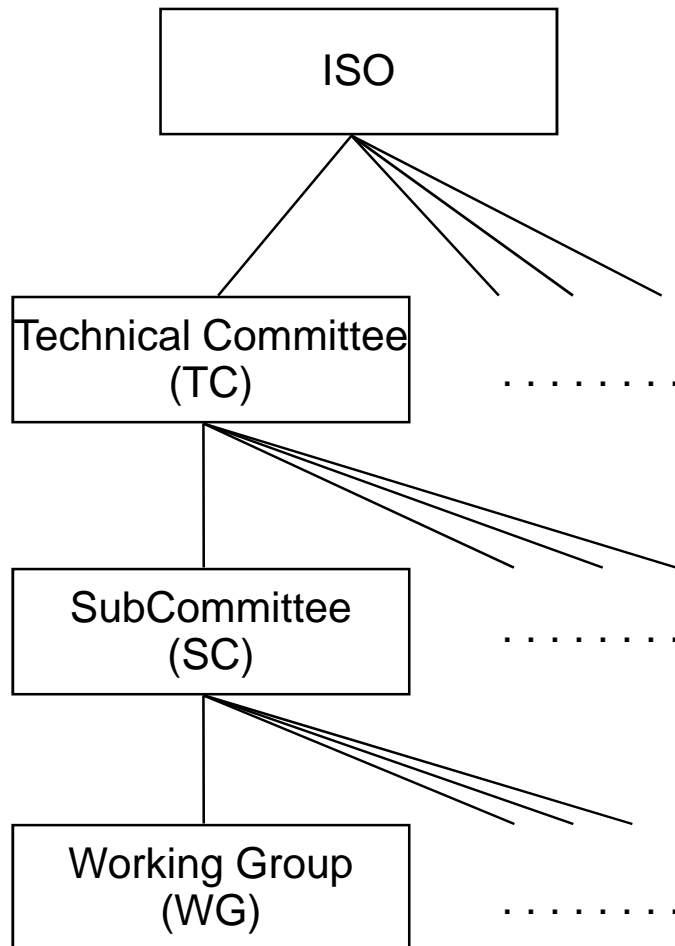 ISO
Technical Committee
(TC)
. . . . . . . .
SubCommittee
(SC)
. . . . . . . .
Working Group
(WG)
. . . . . . . .